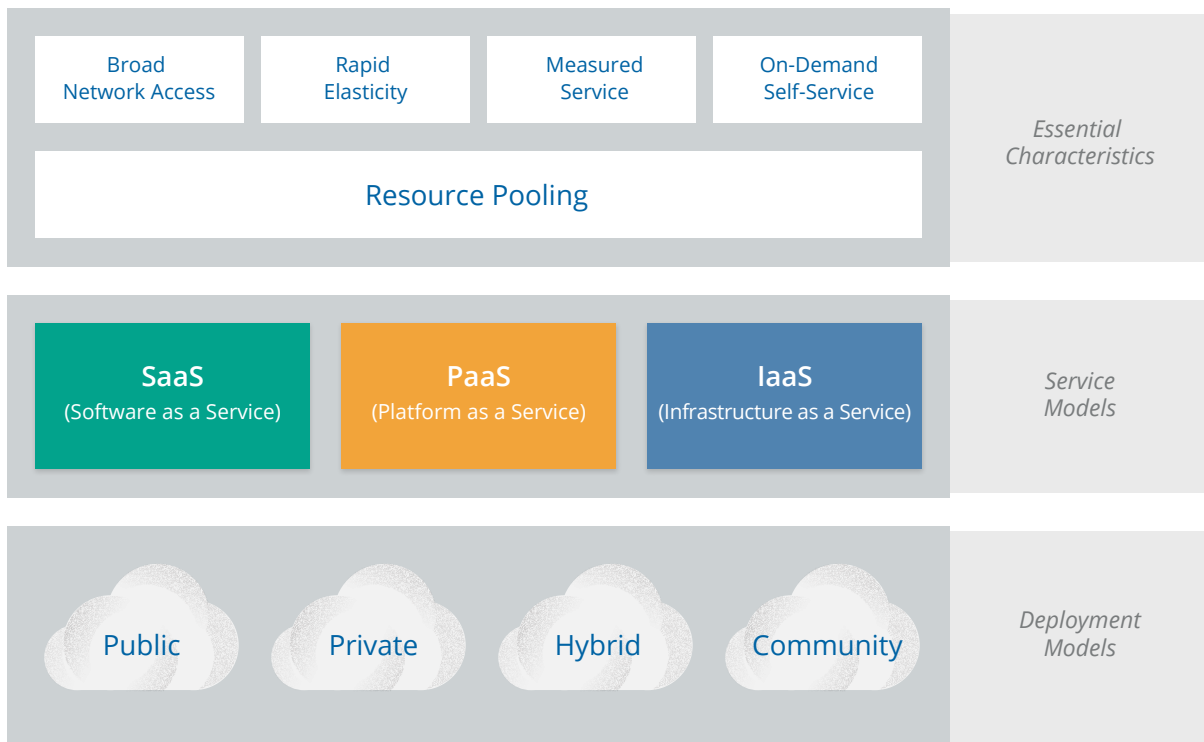 Broad
Network Access
Rapid
Elasticity
Measured
Service
On-Demand
Self-Service
Resource Pooling
Essential
Characteristics
SaaS
(Software as a Service)
PaaS
(Platform as a Service)
IaaS
(Infrastructure as a Service)
Service
Models
Public
Private
Hybrid
Community
Deployment
Models